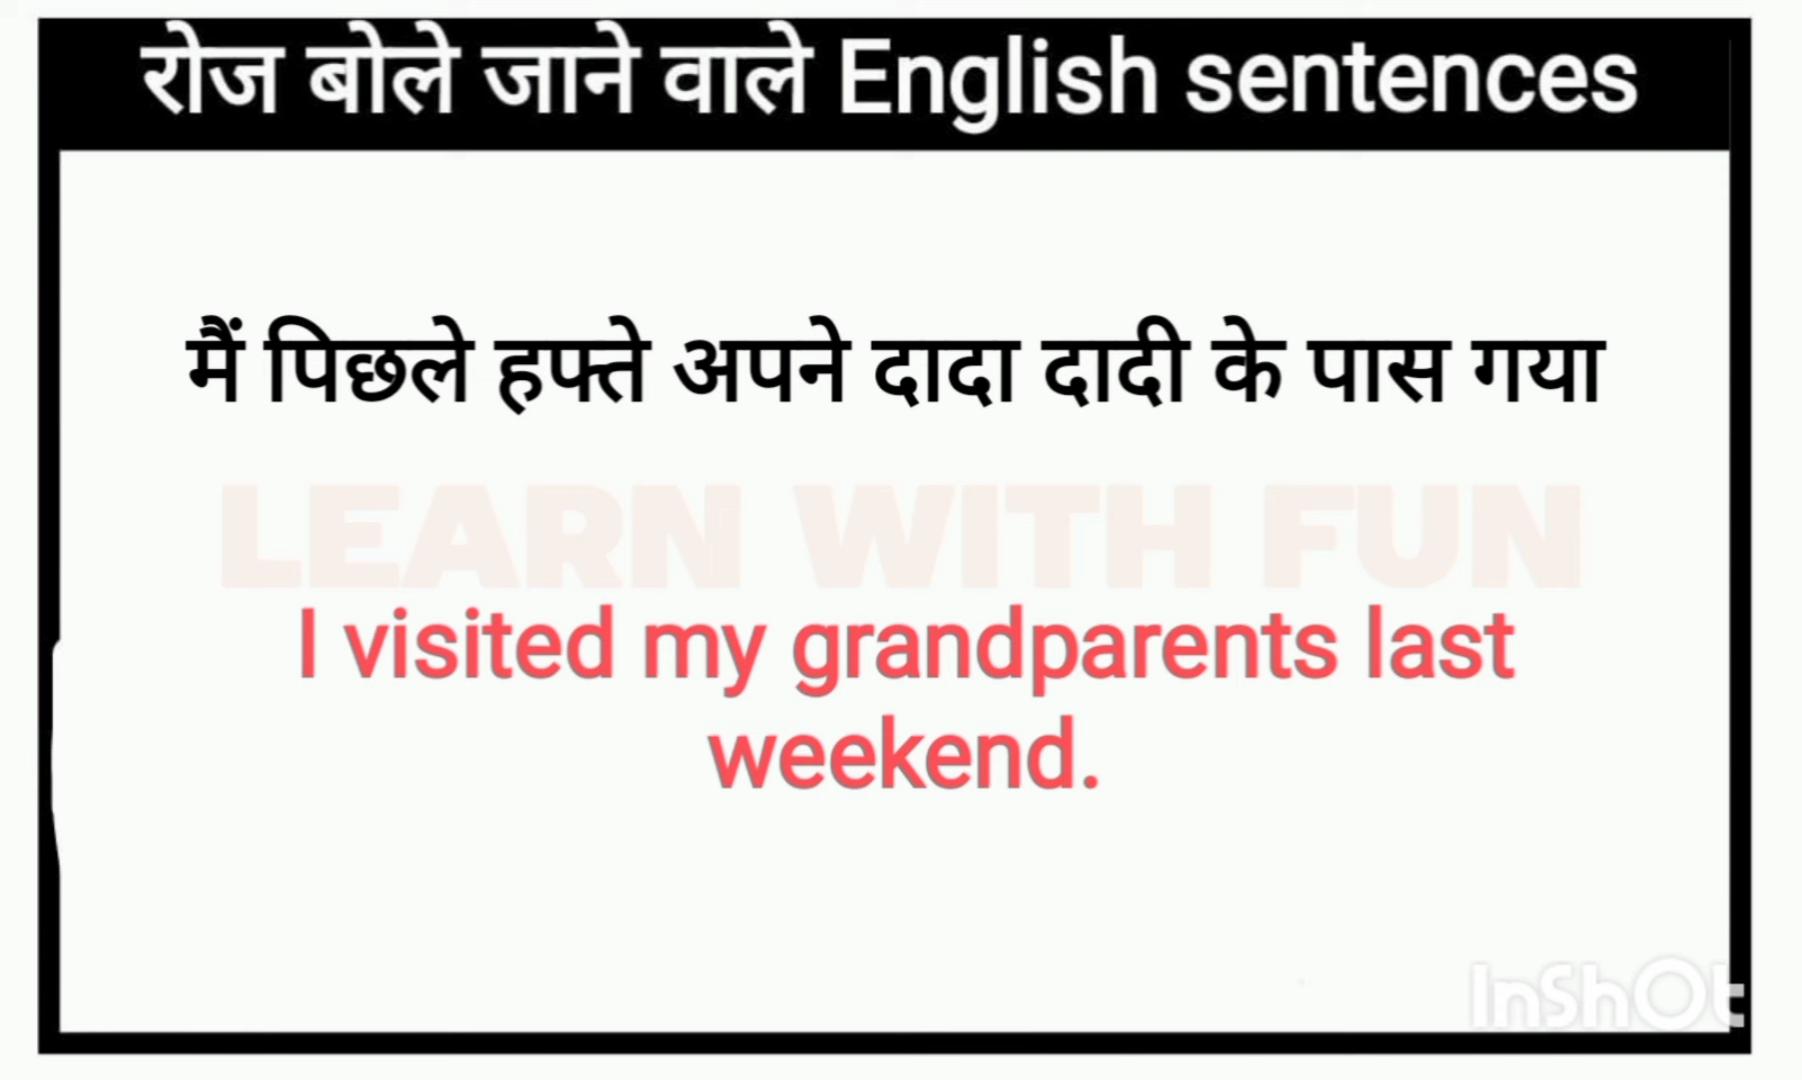 रोज बोले जाने वाले English sentences
मैं पिछले हफ्ते अपने दादा दादी के पास गया
LEARN WITH FUN
I visited my grandparents last
weekend.
InShOt